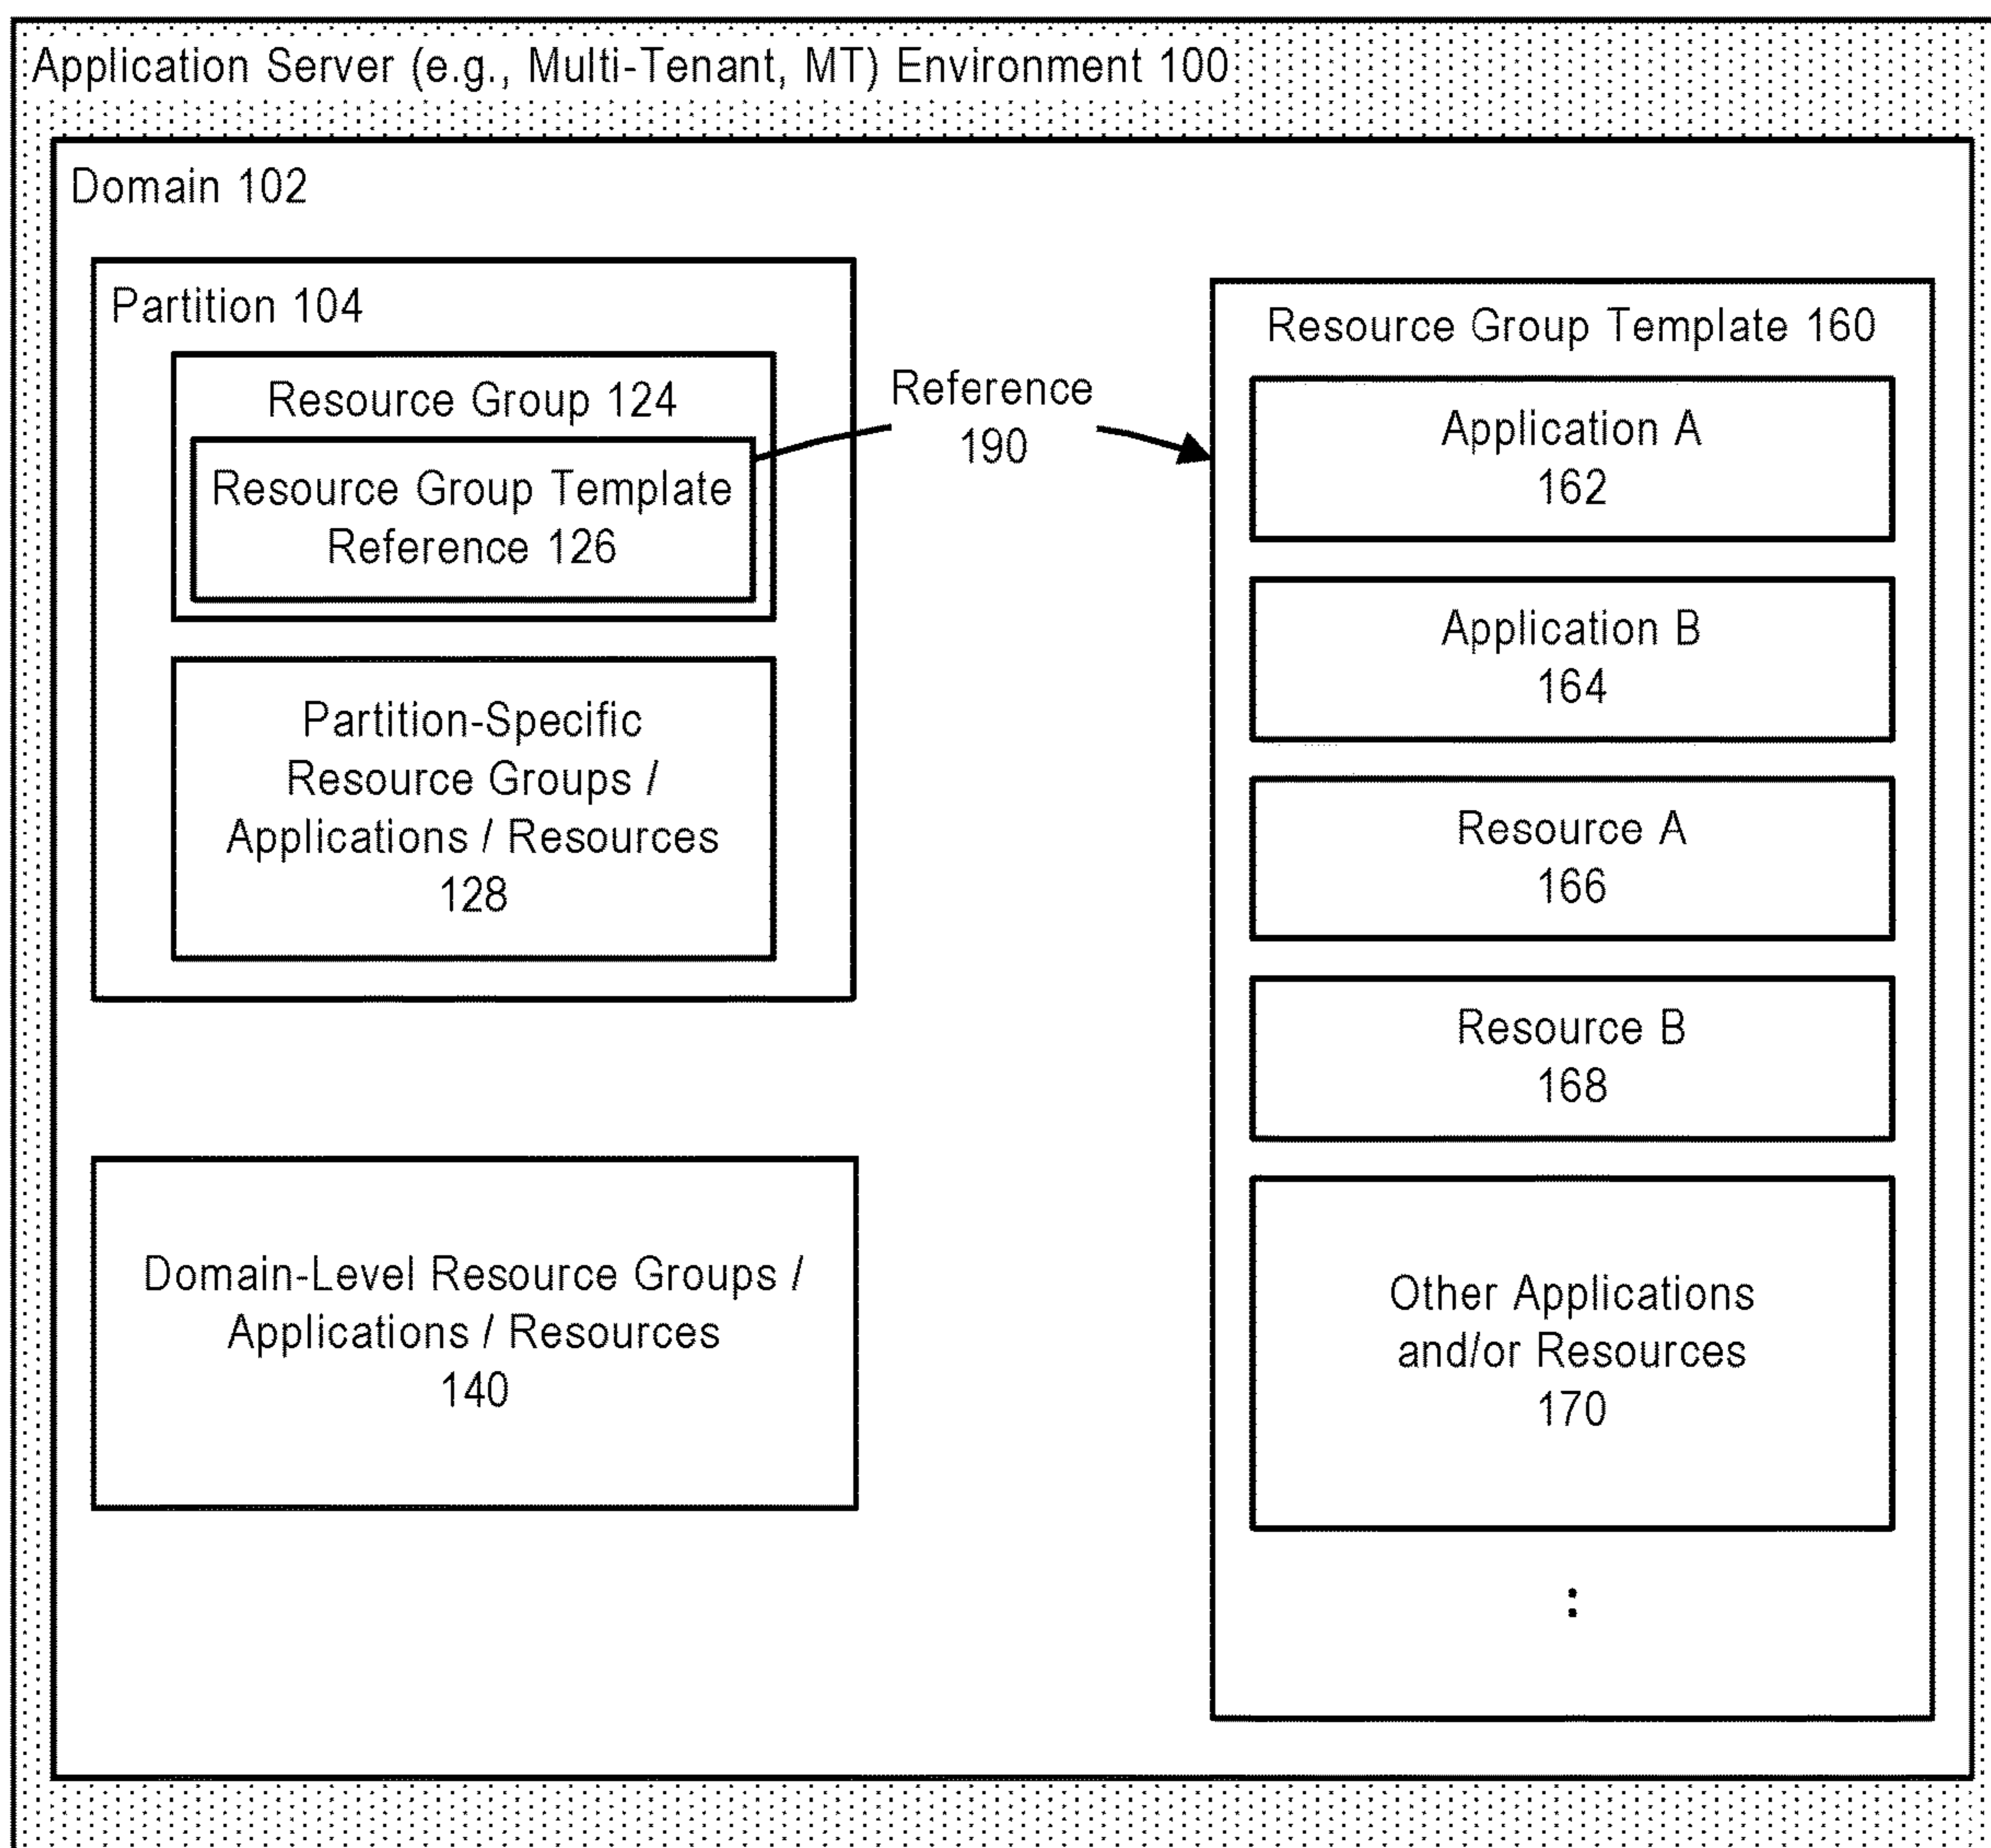 Application Server (e.g., Multi-Tenant, MT) Environment 100
Domain 102
Partition 104
Resource Group 124
Resource Group Template
Reference 126
Partition-Specific
Resource Groups /
Applications / Resources
128
Domain-Level Resource Groups /
Applications / Resources
140
Reference
190
Resource Group Template 160
Application A
162
Application B
164
Resource A
166
Resource B
168
Other Applications
and/or Resources
170
: